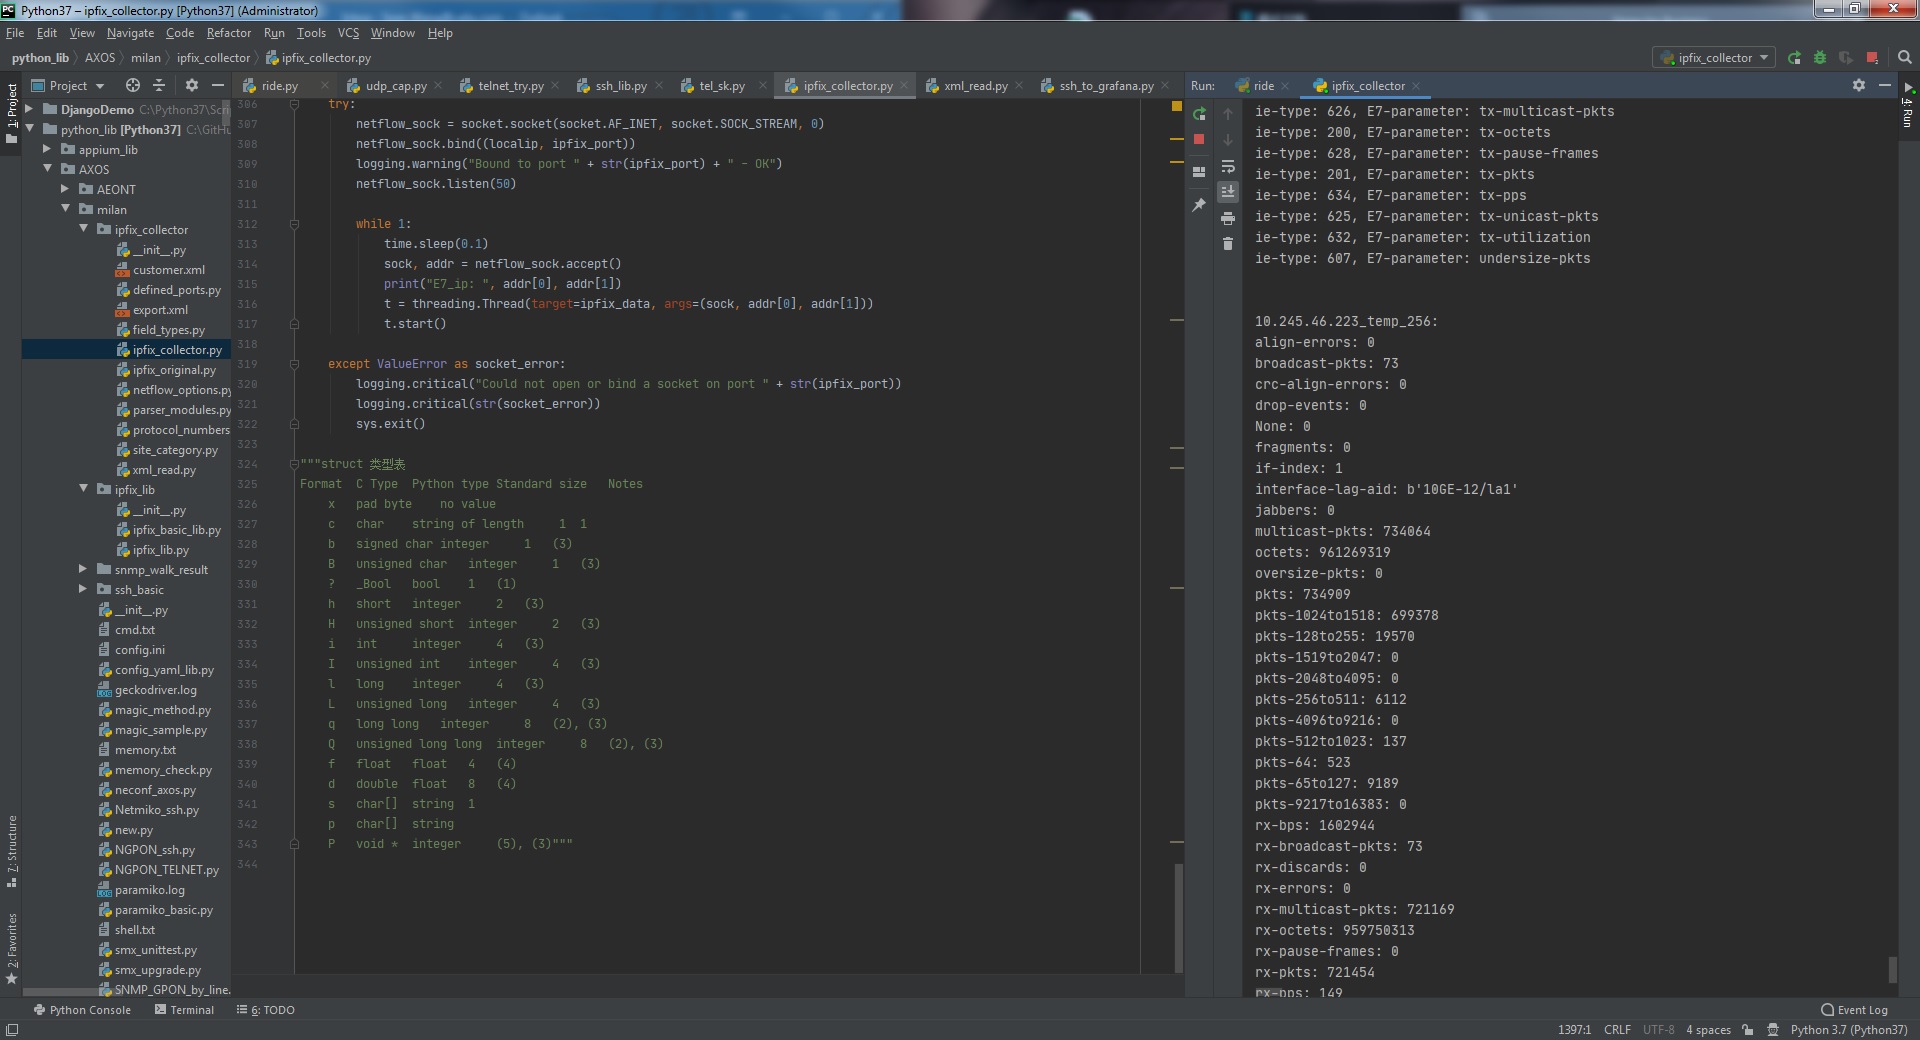 Python37 – ipfix_collector.py [Python37] (Administrator)
File Edit View Navigate Code Refactor Run Tools VCS Window Help
python_lib AXOS milan ipfix_collector ipfix_collector.py
ipfix_collector
Project
ride.py udp_cap.py telnet_try.py ssh_lib.py tel_sk.py ipfix_collector.py xml_read.py ssh_to_grafana.py
Run: ride ipfix_collector
1: Project
7: Structure
2: Favorites
4: Run
DjangoDemo C:\Python37\Scri
python_lib [Python37] C:\GitHu
appium_lib
AXOS
AEONT
milan
ipfix_collector
__init__.py
customer.xml
defined_ports.py
export.xml
field_types.py
ipfix_collector.py
ipfix_original.py
netflow_options.py
parser_modules.py
protocol_numbers
site_category.py
xml_read.py
ipfix_lib
__init__.py
ipfix_basic_lib.py
ipfix_lib.py
snmp_walk_result
ssh_basic
__init__.py
cmd.txt
config.ini
config_yaml_lib.py
geckodriver.log
magic_method.py
magic_sample.py
memory.txt
memory_check.py
neconf_axos.py
Netmiko_ssh.py
new.py
NGPON_ssh.py
NGPON_TELNET.py
paramiko.log
paramiko_basic.py
shell.txt
smx_unittest.py
smx_upgrade.py
SNMP_GPON_by_line.
306 try:
307 netflow_sock = socket.socket(socket.AF_INET, socket.SOCK_STREAM, 0)
308 netflow_sock.bind((localip, ipfix_port))
309 logging.warning("Bound to port " + str(ipfix_port) + " - OK")
310 netflow_sock.listen(50)
311
312 while 1:
313 time.sleep(0.1)
314 sock, addr = netflow_sock.accept()
315 print("E7_ip: ", addr[0], addr[1])
316 t = threading.Thread(target=ipfix_data, args=(sock, addr[0], addr[1]))
317 t.start()
318
319 except ValueError as socket_error:
320 logging.critical("Could not open or bind a socket on port " + str(ipfix_port))
321 logging.critical(str(socket_error))
322 sys.exit()
323
324 """struct 类型表
325 Format C Type Python type Standard size Notes
326 x pad byte no value
327 c char string of length 1 1
328 b signed char integer 1 (3)
329 B unsigned char integer 1 (3)
330 ? _Bool bool 1 (1)
331 h short integer 2 (3)
332 H unsigned short integer 2 (3)
333 i int integer 4 (3)
334 I unsigned int integer 4 (3)
335 l long integer 4 (3)
336 L unsigned long integer 4 (3)
337 q long long integer 8 (2), (3)
338 Q unsigned long long integer 8 (2), (3)
339 f float float 4 (4)
340 d double float 8 (4)
341 s char[] string 1
342 p char[] string
343 P void * integer (5), (3)"""
344
ie-type: 626, E7-parameter: tx-multicast-pkts
ie-type: 200, E7-parameter: tx-octets
ie-type: 628, E7-parameter: tx-pause-frames
ie-type: 201, E7-parameter: tx-pkts
ie-type: 634, E7-parameter: tx-pps
ie-type: 625, E7-parameter: tx-unicast-pkts
ie-type: 632, E7-parameter: tx-utilization
ie-type: 607, E7-parameter: undersize-pkts
10.245.46.223_temp_256:
align-errors: 0
broadcast-pkts: 73
crc-align-errors: 0
drop-events: 0
None: 0
fragments: 0
if-index: 1
interface-lag-aid: b'10GE-12/la1'
jabbers: 0
multicast-pkts: 734064
octets: 961269319
oversize-pkts: 0
pkts: 734909
pkts-1024to1518: 699378
pkts-128to255: 19570
pkts-1519to2047: 0
pkts-2048to4095: 0
pkts-256to511: 6112
pkts-4096to9216: 0
pkts-512to1023: 137
pkts-64: 523
pkts-65to127: 9189
pkts-9217to16383: 0
rx-bps: 1602944
rx-broadcast-pkts: 73
rx-discards: 0
rx-errors: 0
rx-multicast-pkts: 721169
rx-octets: 959750313
rx-pause-frames: 0
rx-pkts: 721454
rx-pps: 149
Python Console Terminal 6: TODO Event Log
1397:1 CRLF UTF-8 4 spaces Python 3.7 (Python37)